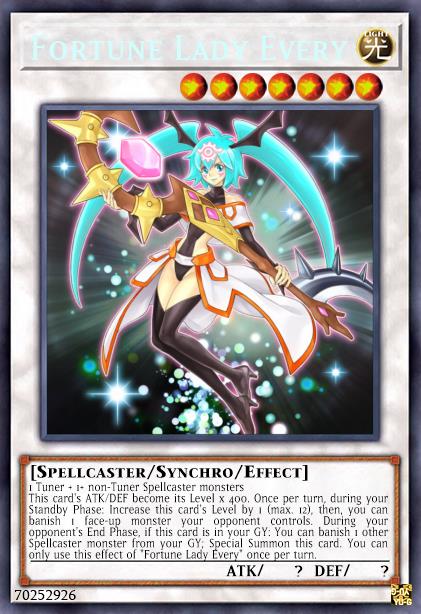 Fortune Lady Every
LIGHT
光
[Spellcaster/Synchro/Effect]
1 Tuner + 1+ non-Tuner Spellcaster monsters
This card's ATK/DEF become its Level x 400. Once per turn, during your
Standby Phase: Increase this card's Level by 1 (max. 12), then, you can
banish 1 face-up monster your opponent controls. During your
opponent's End Phase, if this card is in your GY: You can banish 1 other
Spellcaster monster from your GY; Special Summon this card. You can
only use this effect of "Fortune Lady Every" once per turn.
ATK/ ? DEF/ ?
70252926